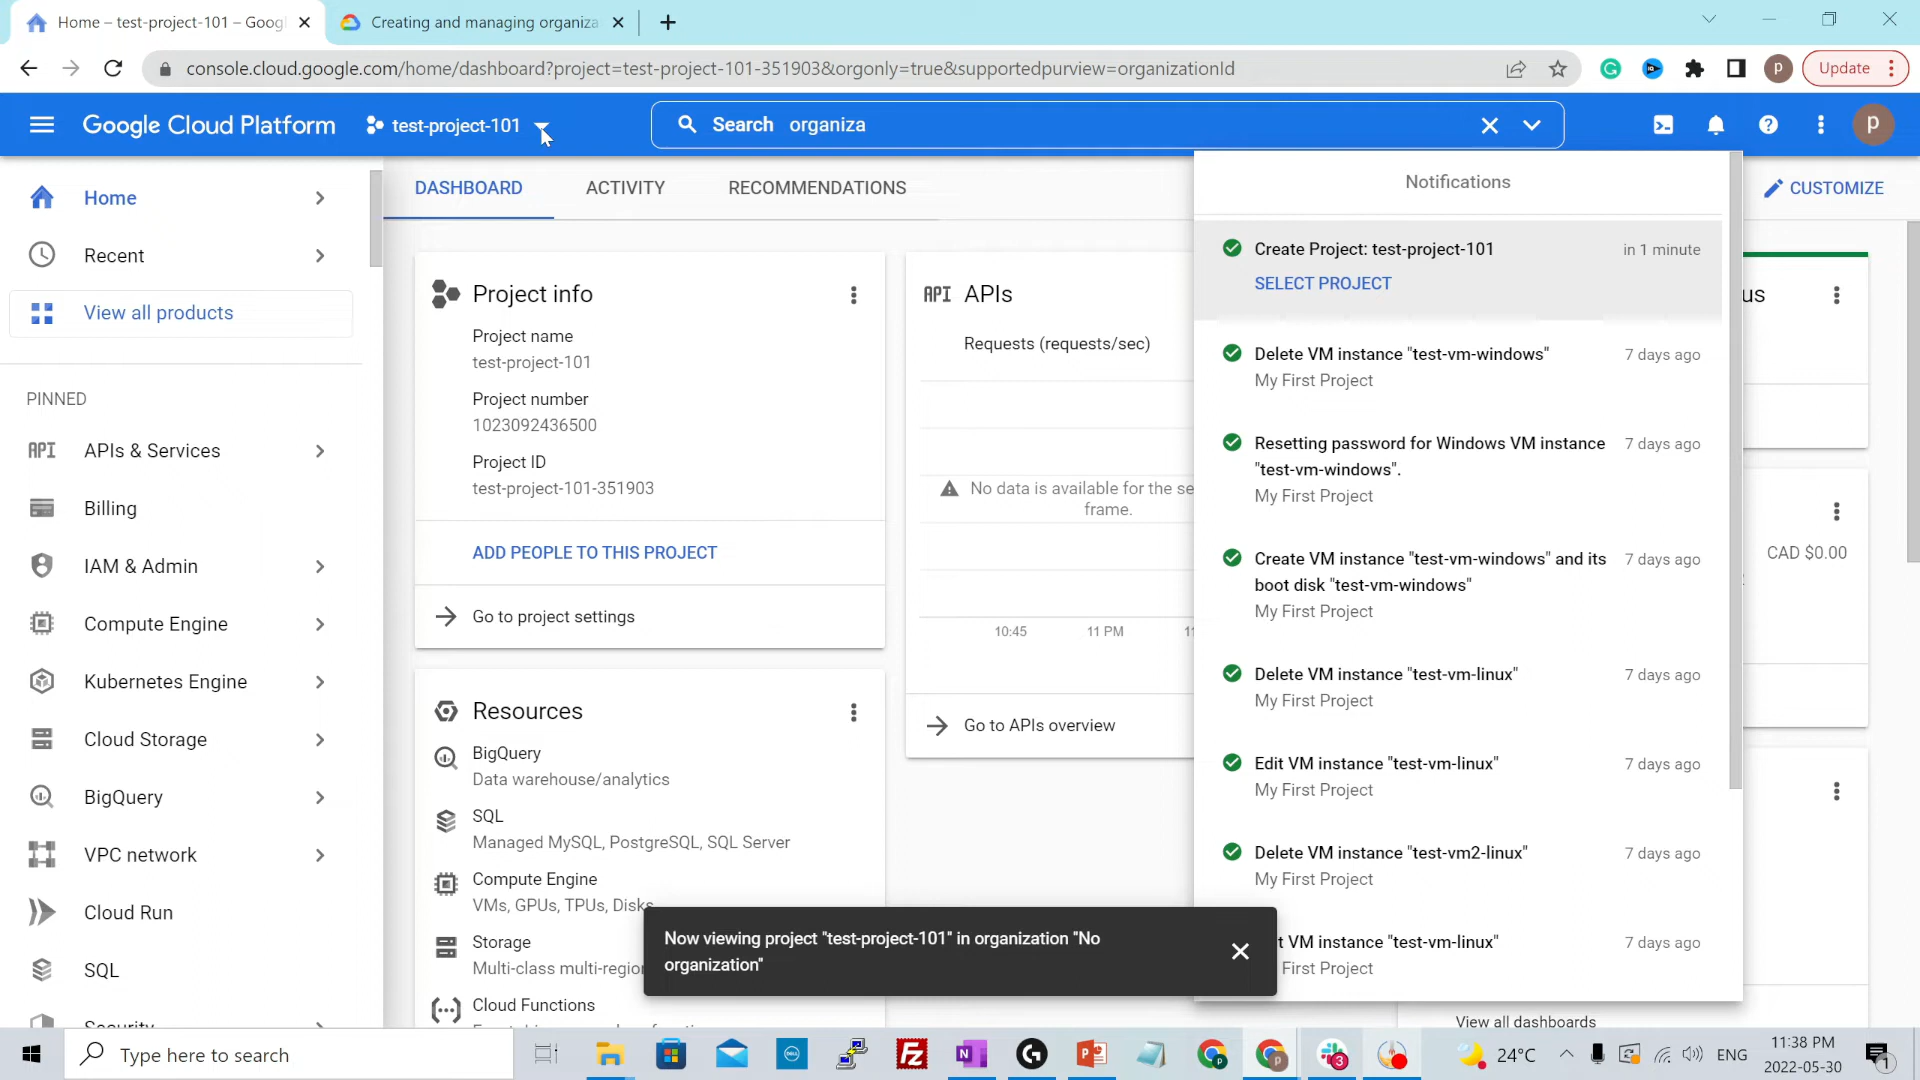 Home – test-project-101 – Goog
Creating and managing organiza
console.cloud.google.com/home/dashboard?project=test-project-101-351903&orgonly=true&supportedpurview=organizationId
P
Update
Google Cloud Platform
test-project-101
Search organiza
p
Home
Recent
View all products
PINNED
API APIs & Services
Billing
IAM & Admin
Compute Engine
Kubernetes Engine
Cloud Storage
BigQuery
VPC network
Cloud Run
SQL
Security
DASHBOARD
ACTIVITY
RECOMMENDATIONS
CUSTOMIZE
Project info
Project name
test-project-101
Project number
1023092436500
Project ID
test-project-101-351903
ADD PEOPLE TO THIS PROJECT
Go to project settings
Resources
BigQuery
Data warehouse/analytics
SQL
Managed MySQL, PostgreSQL, SQL Server
Compute Engine
VMs, GPUs, TPUs, Disks
Storage
Multi-class multi-region
Cloud Functions
API APIs
Requests (requests/sec)
No data is available for the se
frame.
10:45
11 PM
Go to APIs overview
Notifications
Create Project: test-project-101
in 1 minute
SELECT PROJECT
Delete VM instance "test-vm-windows"
7 days ago
My First Project
Resetting password for Windows VM instance
7 days ago
"test-vm-windows".
My First Project
Create VM instance "test-vm-windows" and its
7 days ago
boot disk "test-vm-windows"
My First Project
Delete VM instance "test-vm-linux"
7 days ago
My First Project
Edit VM instance "test-vm-linux"
7 days ago
My First Project
Delete VM instance "test-vm2-linux"
7 days ago
My First Project
t VM instance "test-vm-linux"
7 days ago
First Project
us
CAD $0.00
View all dashboards
Now viewing project "test-project-101" in organization "No
organization"
Type here to search
24°C
ENG
11:38 PM
2022-05-30